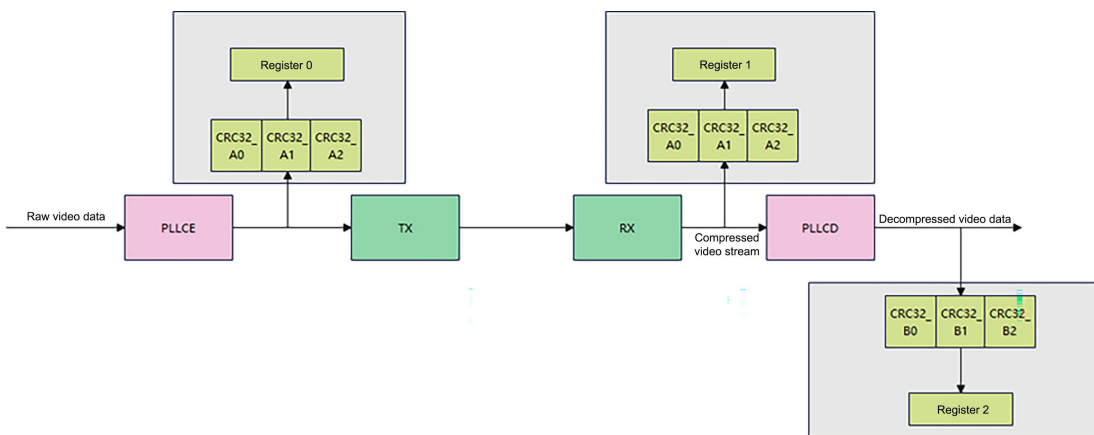 Register 0
Register 1
CRC32_ CRC32_ CRC32_
A0 A1 A2
CRC32_ CRC32_ CRC32_
A0 A1 A2
Raw video data
PLLCE
TX
RX
Compressed
video stream
PLLCD
Decompressed video data
CRC32_ CRC32_ CRC32_
B0 B1 B2
Register 2